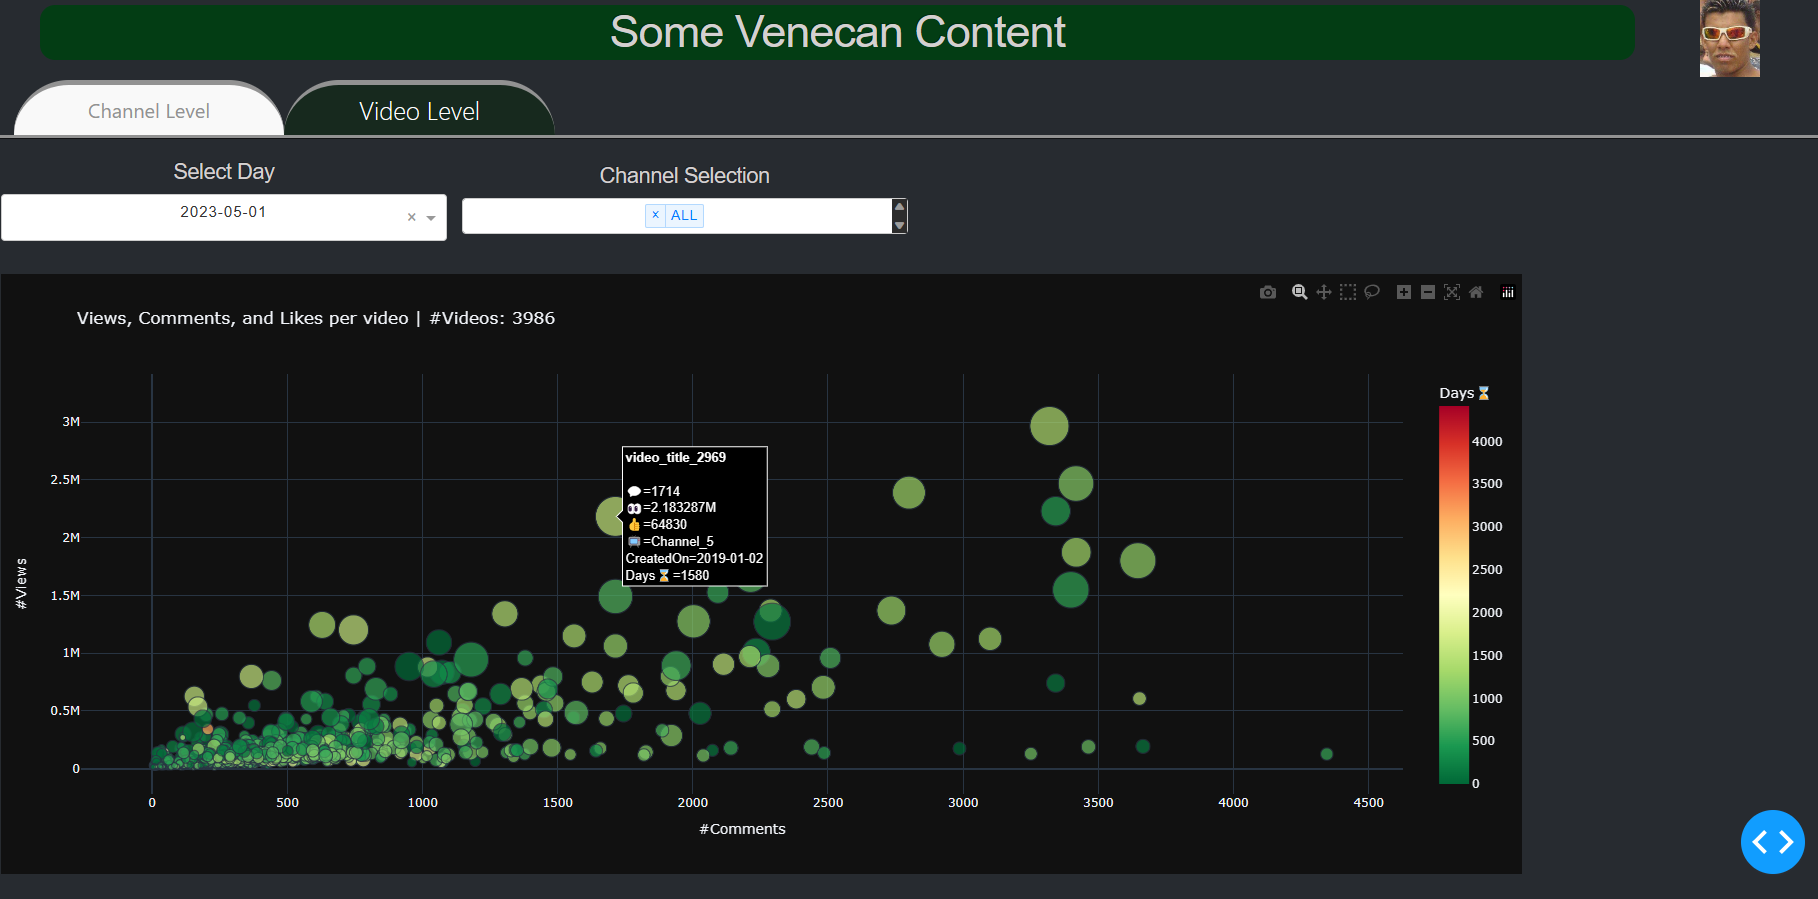 Some Venecan Content
Channel Level
Video Level
Select Day
Channel Selection
2023-05-01
× ALL
Views, Comments, and Likes per video | #Videos: 3986
Days⌛
3M
2.5M
2M
1.5M
1M
0.5M
0
#Views
video_title_2969
💬=1714
👀=2.183287M
👍=64830
📺=Channel_5
CreatedOn=2019-01-02
Days⌛=1580
4000
3500
3000
2500
2000
1500
1000
500
0
0
500
1000
1500
2000
2500
3000
3500
4000
4500
#Comments